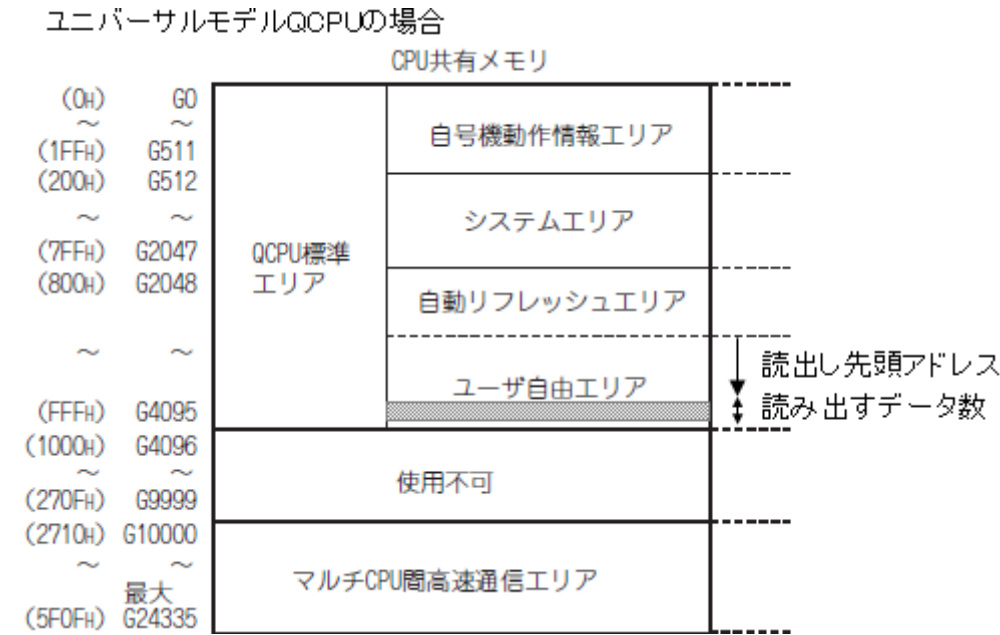 ユニバーサルモデルQCPUの場合
CPU共有メモリ
(0H) G0
～ ～
(1FFH) G511
(200H) G512
～ ～
(7FFH) G2047
(800H) G2048
～ ～
(FFFH) G4095
(1000H) G4096
～ ～
(270FH) G9999
(2710H) G10000
～ ～
最大
(5F0FH) G24335
QCPU標準
エリア
自号機動作情報エリア
システムエリア
自動リフレッシュエリア
ユーザ自由エリア
使用不可
マルチCPU間高速通信エリア
読出し先頭アドレス
読み出すデータ数